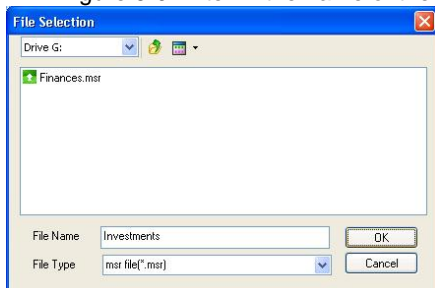 File Selection
Drive G:
Finances.msr
File Name Investments OK
File Type msr file(*.msr) Cancel